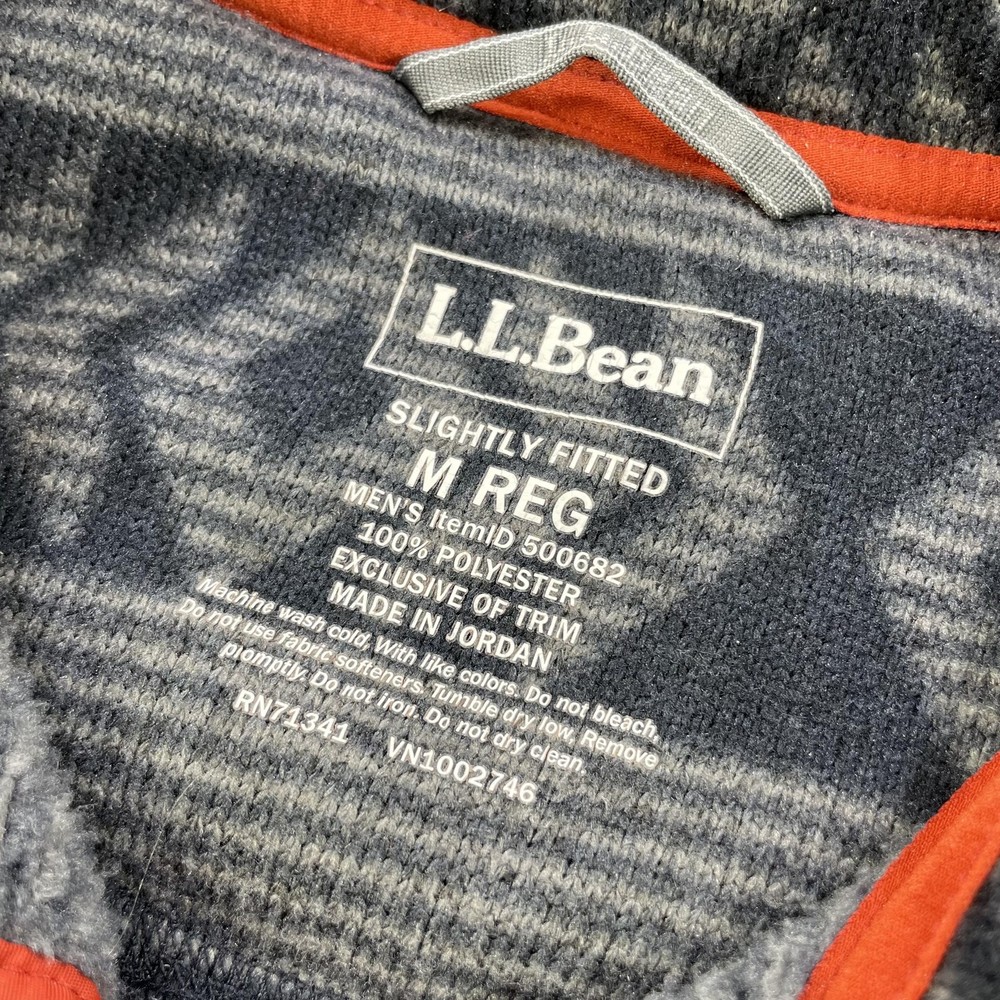 L.L.Bean
SLIGHTLY FITTED
M REG
MEN'S ItemID 500682
100% POLYESTER
EXCLUSIVE OF TRIM
MADE IN JORDAN
Machine wash cold, With like colors. Do not bleach,
Do not use fabric softeners. Tumble dry low. Remove
promptly. Do not iron. Do not dry clean.
RN71341 VN1002746